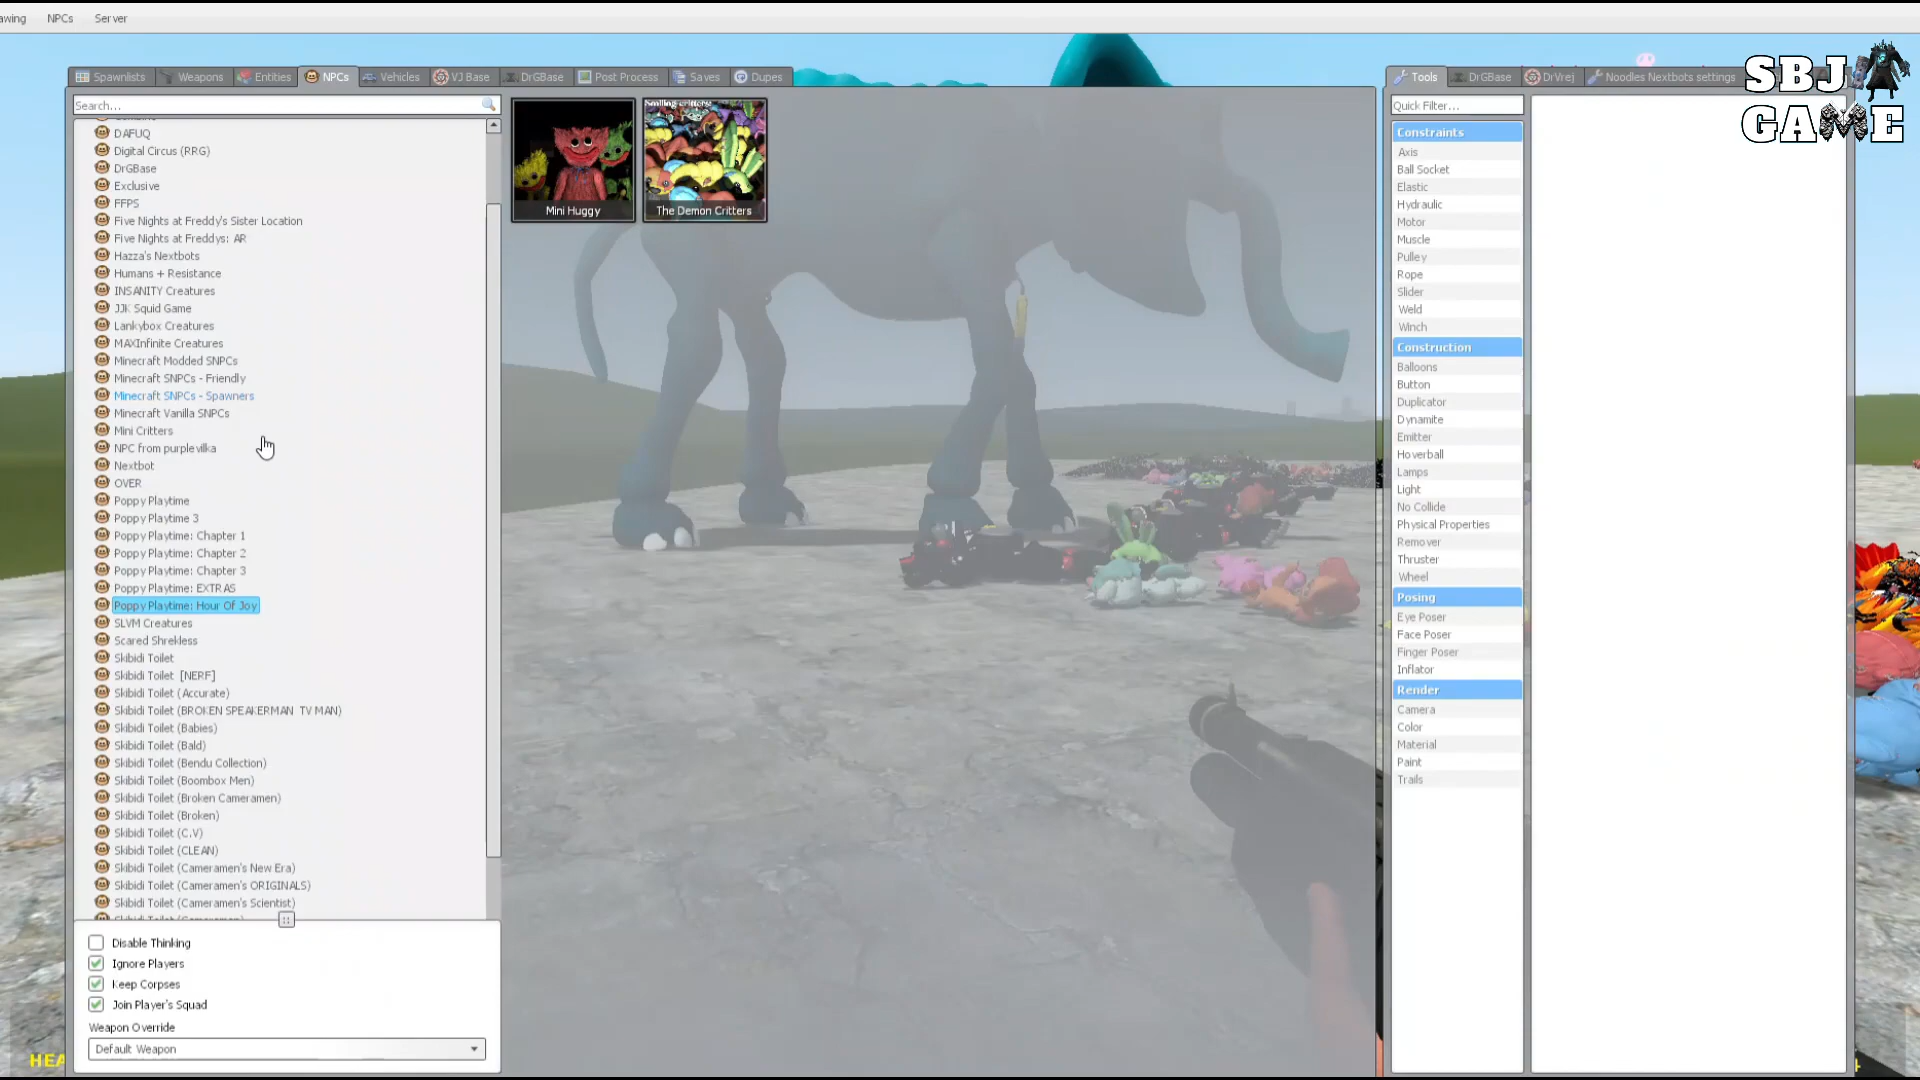 awing NPCs Server
Spawnlists Weapons Entities NPCs Vehicles VJ Base DrGBase Post Process Saves Dupes
Tools DrGBase DrVrej Noodles Nextbots settings
SBJ
GAME
Search...
DAFUQ
Digital Circus (RRG)
DrGBase
Exclusive
FFPS
Five Nights at Freddy's Sister Location
Five Nights at Freddys: AR
Hazza's Nextbots
Humans + Resistance
INSANITY Creatures
JJK Squid Game
Lankybox Creatures
MAXInfinite Creatures
Minecraft Modded SNPCs
Minecraft SNPCs - Friendly
Minecraft SNPCs - Spawners
Minecraft Vanilla SNPCs
Mini Critters
NPC from purplevilka
Nextbot
OVER
Poppy Playtime
Poppy Playtime 3
Poppy Playtime: Chapter 1
Poppy Playtime: Chapter 2
Poppy Playtime: Chapter 3
Poppy Playtime: EXTRAS
Poppy Playtime: Hour Of Joy
SLVM Creatures
Scared Shrekless
Skibidi Toilet
Skibidi Toilet [NERF]
Skibidi Toilet (Accurate)
Skibidi Toilet (BROKEN SPEAKERMAN TV MAN)
Skibidi Toilet (Babies)
Skibidi Toilet (Bald)
Skibidi Toilet (Bendu Collection)
Skibidi Toilet (Boombox Men)
Skibidi Toilet (Broken Cameramen)
Skibidi Toilet (Broken)
Skibidi Toilet (C.V)
Skibidi Toilet (CLEAN)
Skibidi Toilet (Cameramen's New Era)
Skibidi Toilet (Cameramen's ORIGINALS)
Skibidi Toilet (Cameramen's Scientist)
Disable Thinking
Ignore Players
Keep Corpses
Join Player's Squad
Weapon Override
Default Weapon
HEA
Mini Huggy
Smiling critters
The Demon Critters
Quick Filter...
Constraints
Axis
Ball Socket
Elastic
Hydraulic
Motor
Muscle
Pulley
Rope
Slider
Weld
Winch
Construction
Balloons
Button
Duplicator
Dynamite
Emitter
Hoverball
Lamps
Light
No Collide
Physical Properties
Remover
Thruster
Wheel
Posing
Eye Poser
Face Poser
Finger Poser
Inflator
Render
Camera
Color
Material
Paint
Trails